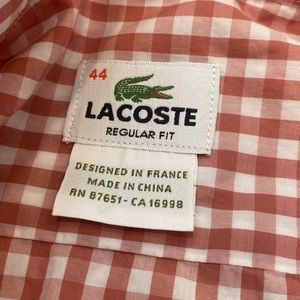 44
LACOSTE
REGULAR FIT
DESIGNED IN FRANCE
MADE IN CHINA
RN 87651 - CA 16998